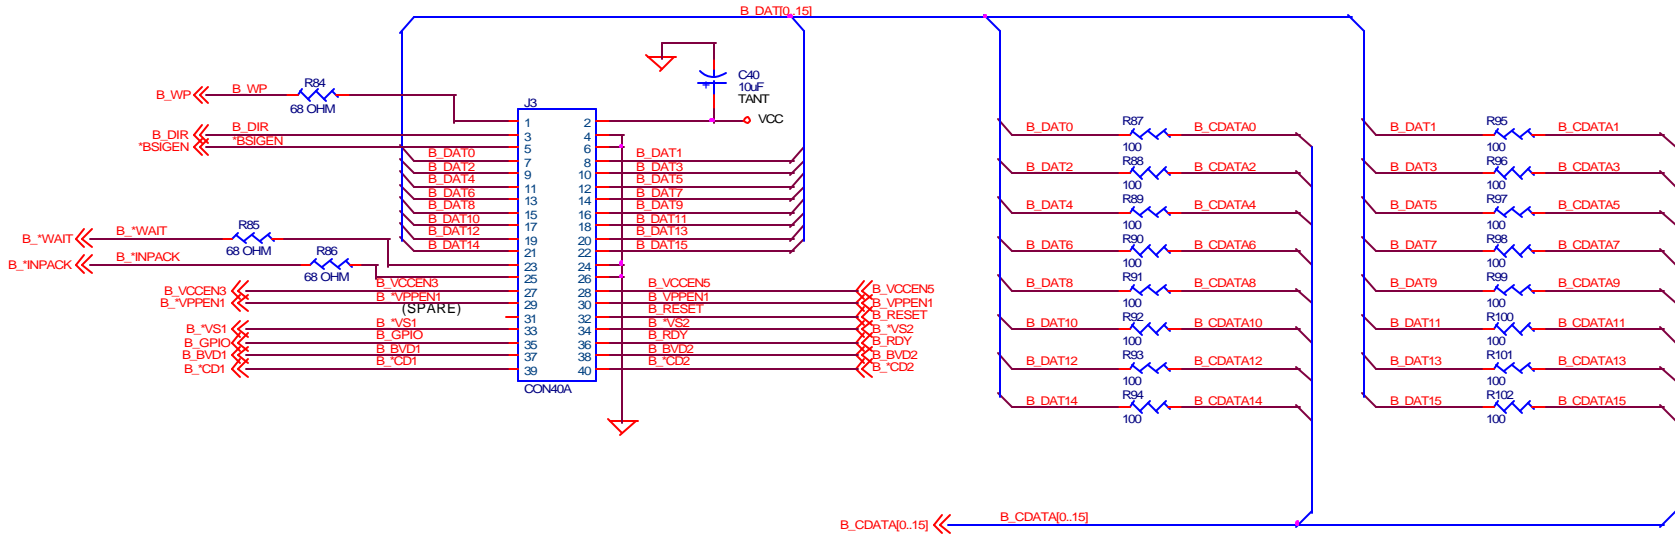 B_DAT[0..15]
C40
10uF
TANT
VCC
B_WP B_WP R84
68 OHM
J3
B_DIR B_DIR
*BSIGEN *BSIGEN
1 2
3 4
5 6
B_DAT0 7 8 B_DAT1
B_DAT2 9 10 B_DAT3
B_DAT4 11 12 B_DAT5
B_DAT6 13 14 B_DAT7
B_DAT8 15 16 B_DAT9
B_DAT10 17 18 B_DAT11
B_DAT12 19 20 B_DAT13
B_DAT14 21 22 B_DAT15
B_*WAIT B_*WAIT R85
68 OHM
23 24
B_*INPACK B_*INPACK R86
68 OHM
25 26
B_VCCEN3 B_VCCEN3 27 28 B_VCCEN5 B_VCCEN5
B_*VPPEN1 B_*VPPEN1 29 30 B_VPPEN1 B_VPPEN1
(SPARE) 31 32 B_RESET B_RESET
B_*VS1 B_*VS1 33 34 B_*VS2 B_*VS2
B_GPIO B_GPIO 35 36 B_RDY B_RDY
B_BVD1 B_BVD1 37 38 B_BVD2 B_BVD2
B_*CD1 B_*CD1 39 40 B_*CD2 B_*CD2
CON40A
B_DAT0 R87 B_CDATA0
100
B_DAT2 R88 B_CDATA2
100
B_DAT4 R89 B_CDATA4
100
B_DAT6 R90 B_CDATA6
100
B_DAT8 R91 B_CDATA8
100
B_DAT10 R92 B_CDATA10
100
B_DAT12 R93 B_CDATA12
100
B_DAT14 R94 B_CDATA14
100
B_DAT1 R95 B_CDATA1
100
B_DAT3 R96 B_CDATA3
100
B_DAT5 R97 B_CDATA5
100
B_DAT7 R98 B_CDATA7
100
B_DAT9 R99 B_CDATA9
100
B_DAT11 R100 B_CDATA11
100
B_DAT13 R101 B_CDATA13
100
B_DAT15 R102 B_CDATA15
100
B_CDATA[0..15] B_CDATA[0..15]